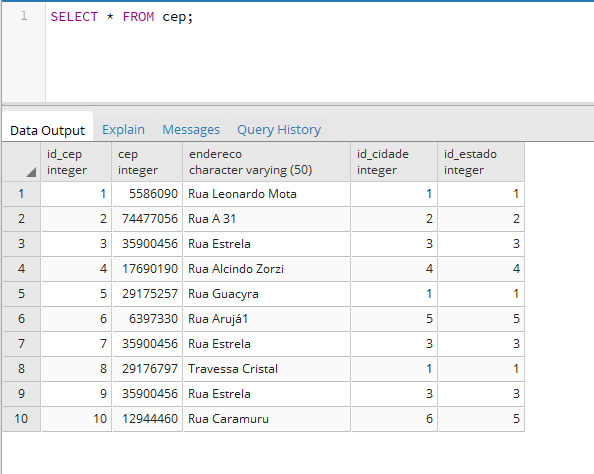 1 SELECT * FROM cep;
Data Output Explain Messages Query History
id_cep cep endereco id_cidade id_estado
integer integer character varying (50) integer integer
1 1 5586090 Rua Leonardo Mota 1 1
2 2 74477056 Rua A 31 2 2
3 3 35900456 Rua Estrela 3 3
4 4 17690190 Rua Alcindo Zorzi 4 4
5 5 29175257 Rua Guacyra 1 1
6 6 6397330 Rua Arujá1 5 5
7 7 35900456 Rua Estrela 3 3
8 8 29176797 Travessa Cristal 1 1
9 9 35900456 Rua Estrela 3 3
10 10 12944460 Rua Caramuru 6 5